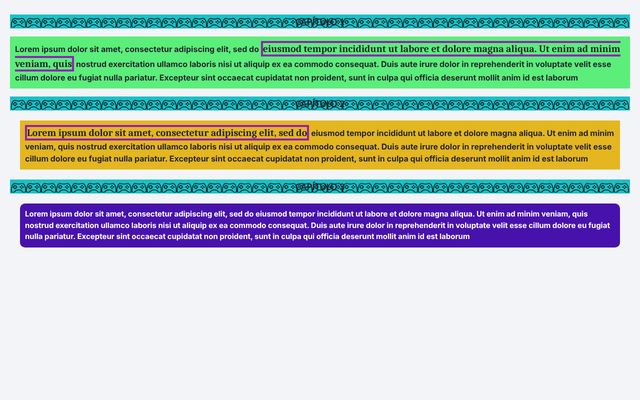 CAPÍTULO 1
Lorem ipsum dolor sit amet, consectetur adipiscing elit, sed do eiusmod tempor incididunt ut labore et dolore magna aliqua. Ut enim ad minim
veniam, quis nostrud exercitation ullamco laboris nisi ut aliquip ex ea commodo consequat. Duis aute irure dolor in reprehenderit in voluptate velit esse
cillum dolore eu fugiat nulla pariatur. Excepteur sint occaecat cupidatat non proident, sunt in culpa qui officia deserunt mollit anim id est laborum
CAPÍTULO 2
Lorem ipsum dolor sit amet, consectetur adipiscing elit, sed do eiusmod tempor incididunt ut labore et dolore magna aliqua. Ut enim ad minim
veniam, quis nostrud exercitation ullamco laboris nisi ut aliquip ex ea commodo consequat. Duis aute irure dolor in reprehenderit in voluptate velit esse
cillum dolore eu fugiat nulla pariatur. Excepteur sint occaecat cupidatat non proident, sunt in culpa qui officia deserunt mollit anim id est laborum
CAPÍTULO 3
Lorem ipsum dolor sit amet, consectetur adipiscing elit, sed do eiusmod tempor incididunt ut labore et dolore magna aliqua. Ut enim ad minim veniam, quis
nostrud exercitation ullamco laboris nisi ut aliquip ex ea commodo consequat. Duis aute irure dolor in reprehenderit in voluptate velit esse cillum dolore eu fugiat
nulla pariatur. Excepteur sint occaecat cupidatat non proident, sunt in culpa qui officia deserunt mollit anim id est laborum